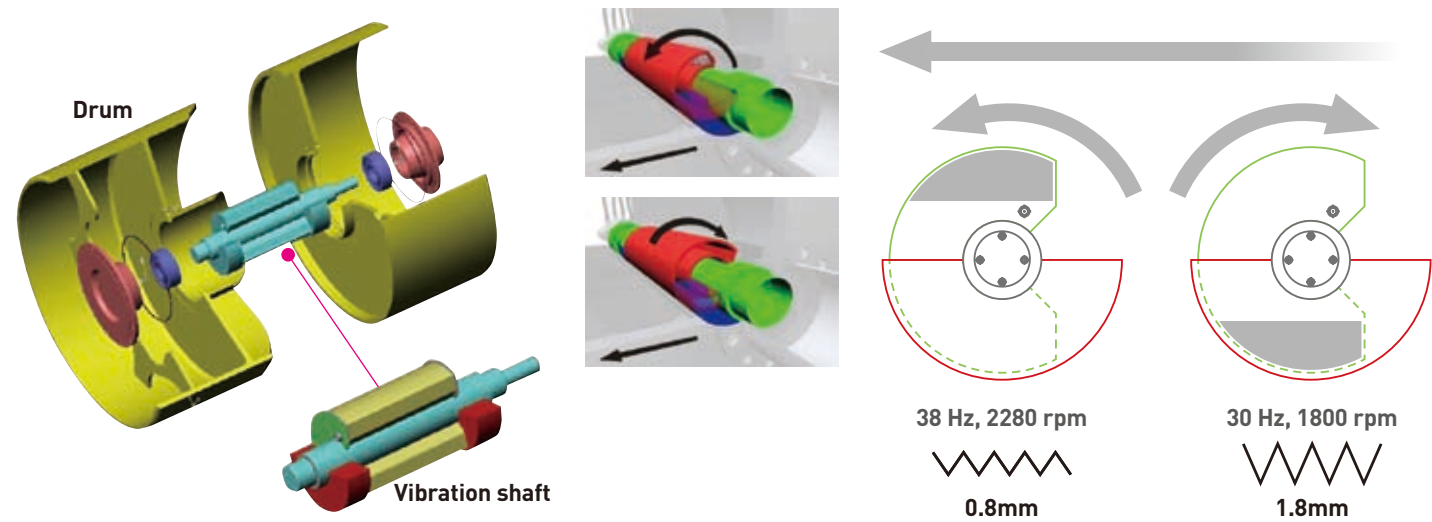 Drum
Vibration shaft
38 Hz, 2280 rpm
0.8mm
30 Hz, 1800 rpm
1.8mm